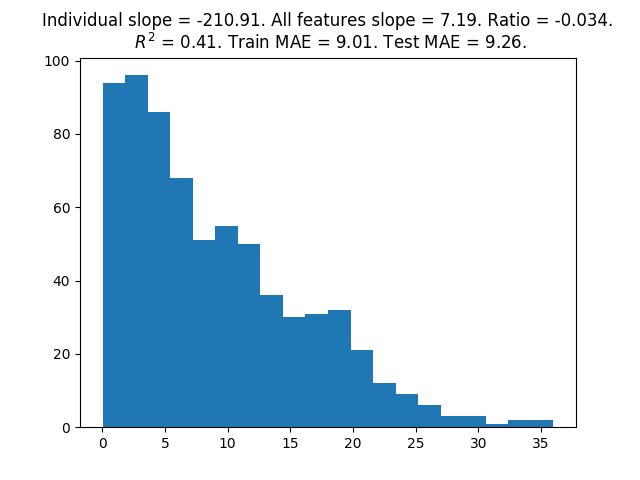 Individual slope = -210.91. All features slope = 7.19. Ratio = -0.034.
R² = 0.41. Train MAE = 9.01. Test MAE = 9.26.
100
80
60
40
20
0
0 5 10 15 20 25 30 35